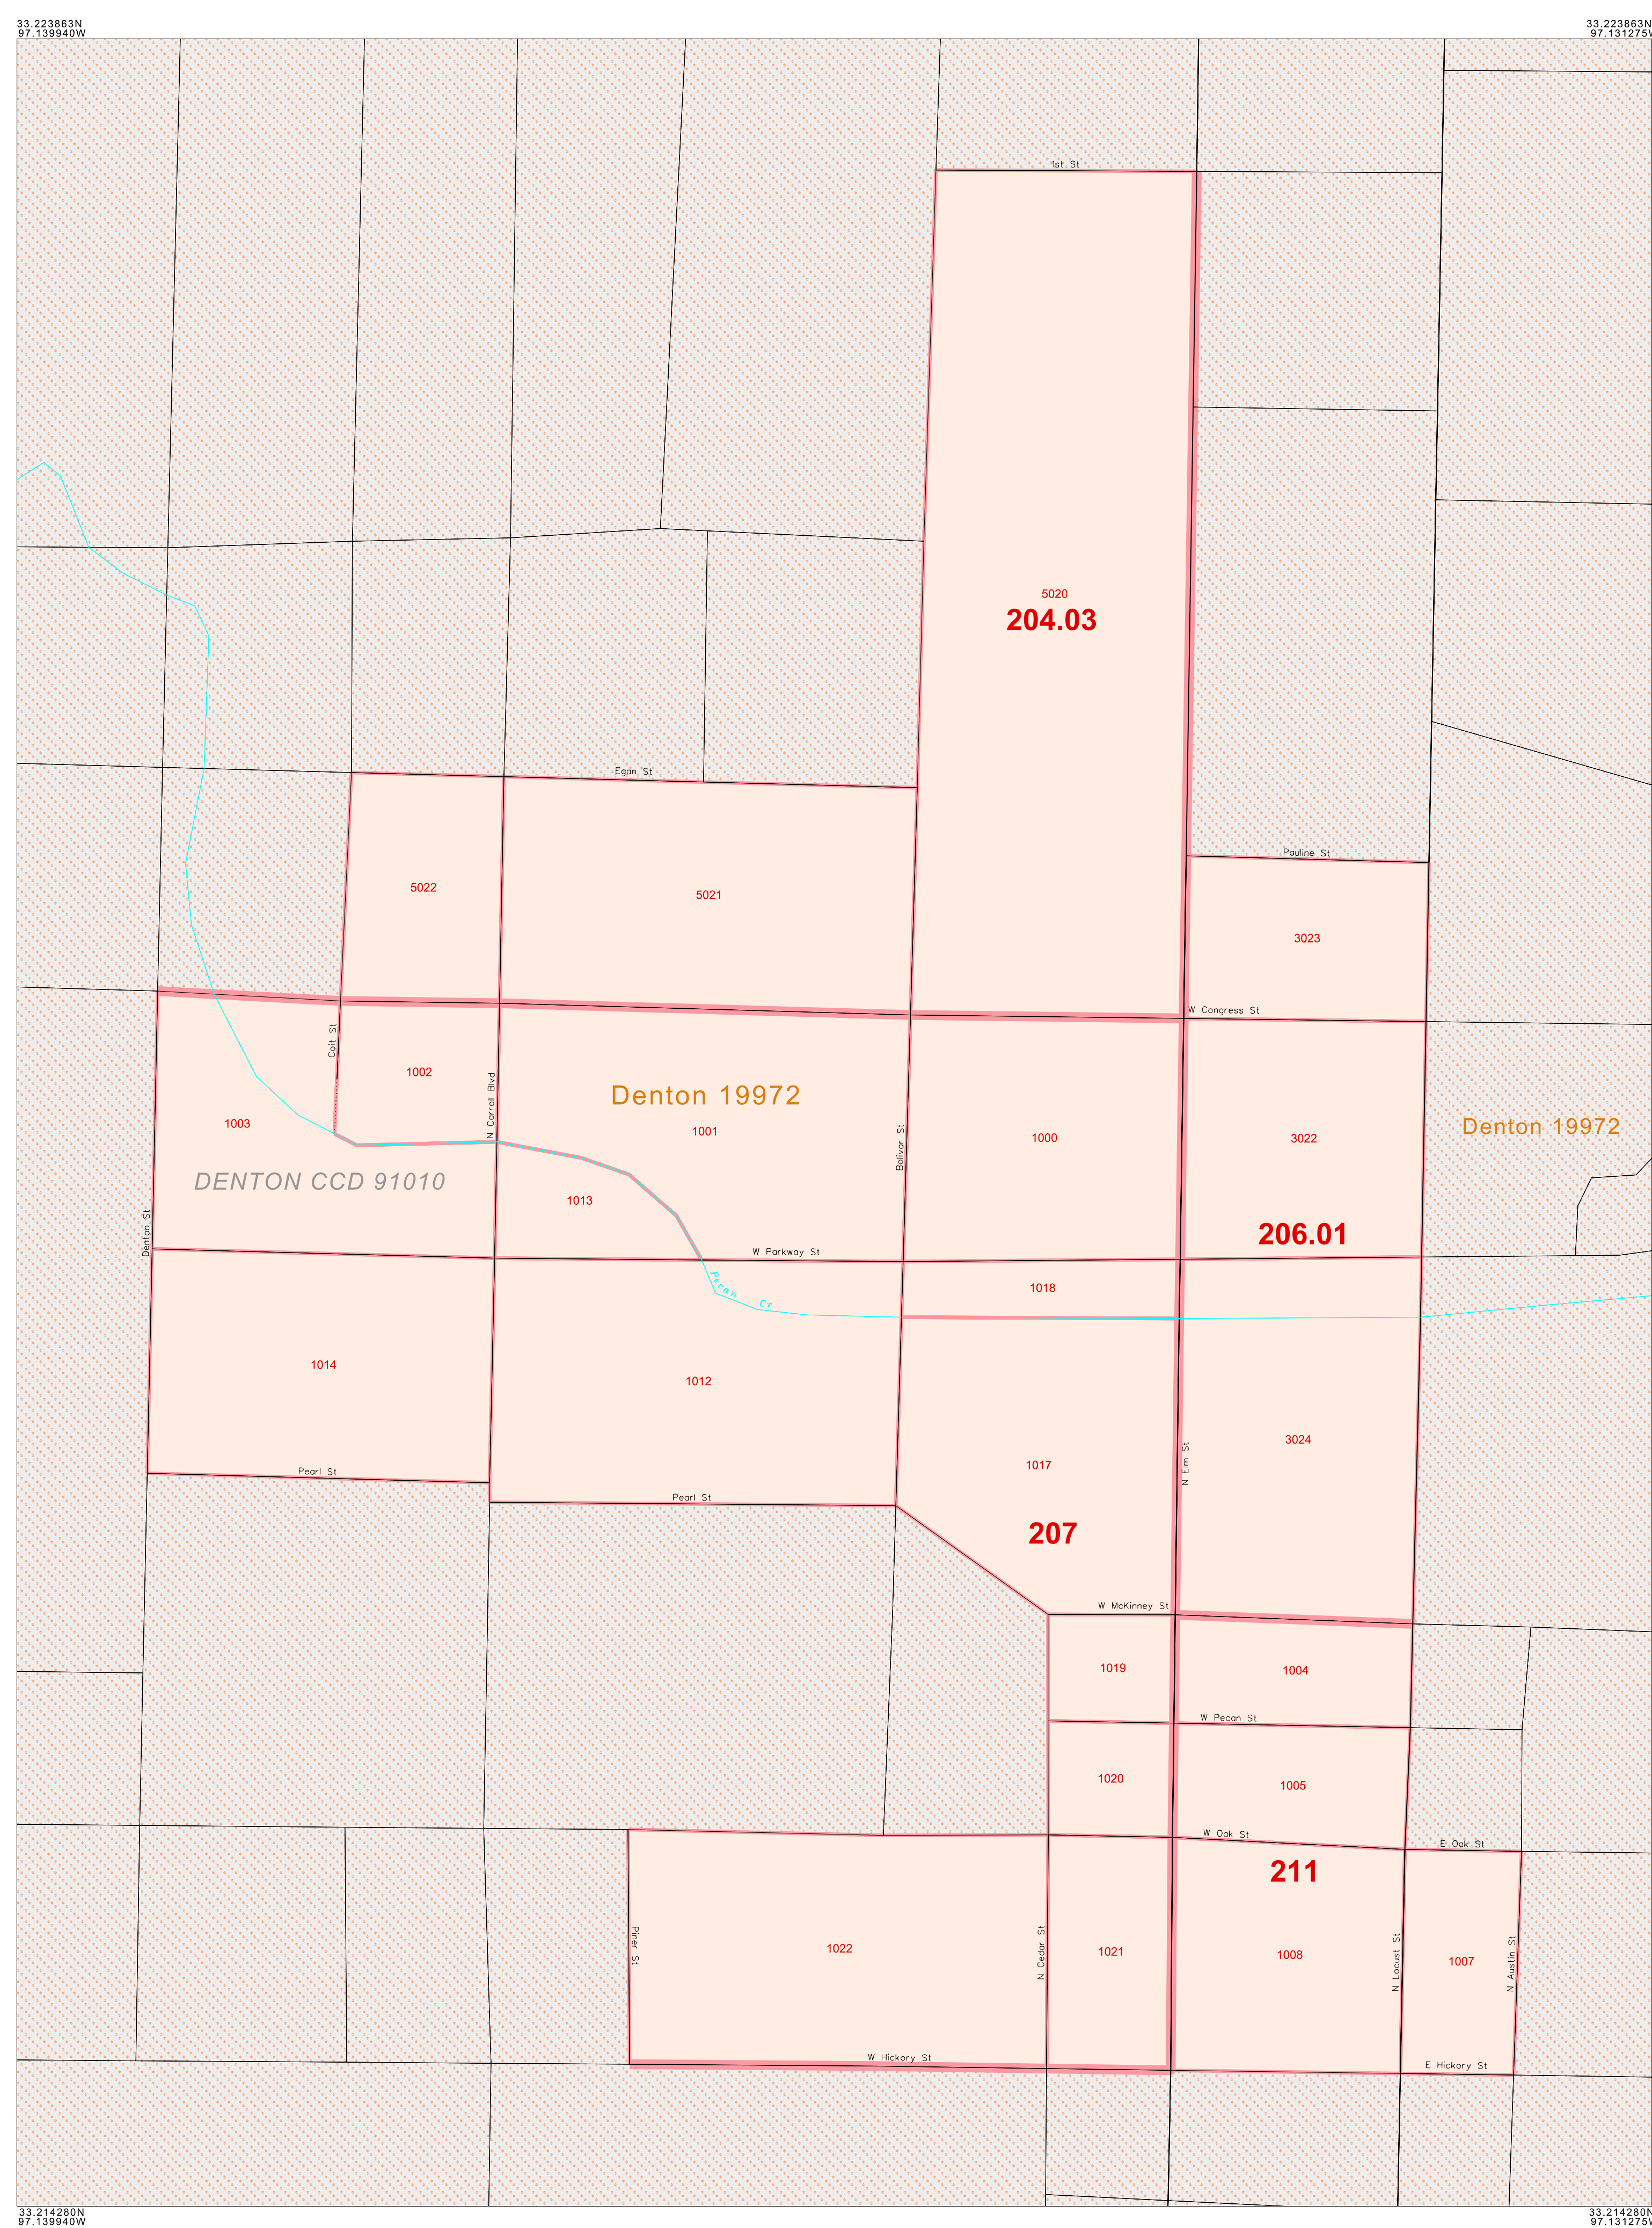 33.223863N
97.139940W
33.223863N
97.131275W
1st St
5020
204.03
Egan St
Pauline St
5022
5021
3023
W Congress St
Coit St
1002
N Carroll Blvd
Denton 19972
1003
1001
Bolivar St
1000
3022
Denton 19972
DENTON CCD 91010
1013
Denton St
206.01
W Parkway St
Pecan Cr
1018
1014
1012
3024
1017
N Elm St
Pearl St
Pearl St
207
W McKinney St
1019
1004
W Pecan St
1020
1005
W Oak St
E Oak St
211
Piner St
1022
N Cedar St
1021
1008
N Locust St
1007
N Austin St
W Hickory St
E Hickory St
33.214280N
97.139940W
33.214280N
97.131275W